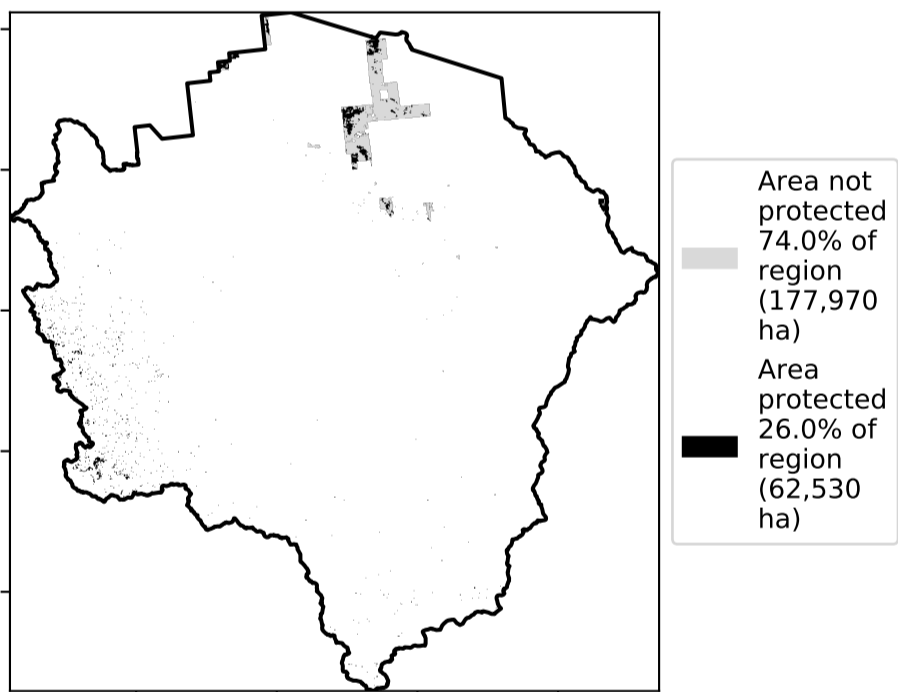 Area not
protected
74.0% of
region
(177,970
ha)
Area
protected
26.0% of
region
(62,530
ha)